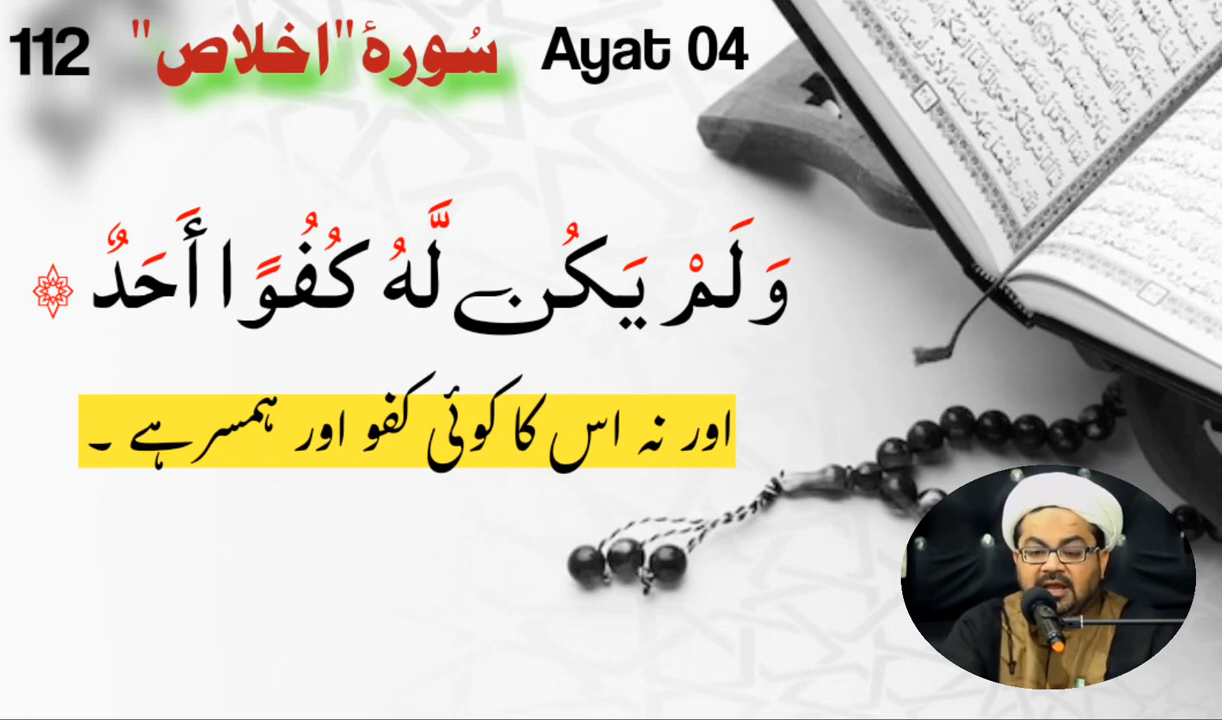 112 سُورۂ "اخلاص" Ayat 04
وَلَمْ يَكُن لَّهُ كُفُوًا أَحَدٌ
اور نہ اس کا کوئی کفو اور ہمسر ہے ۔